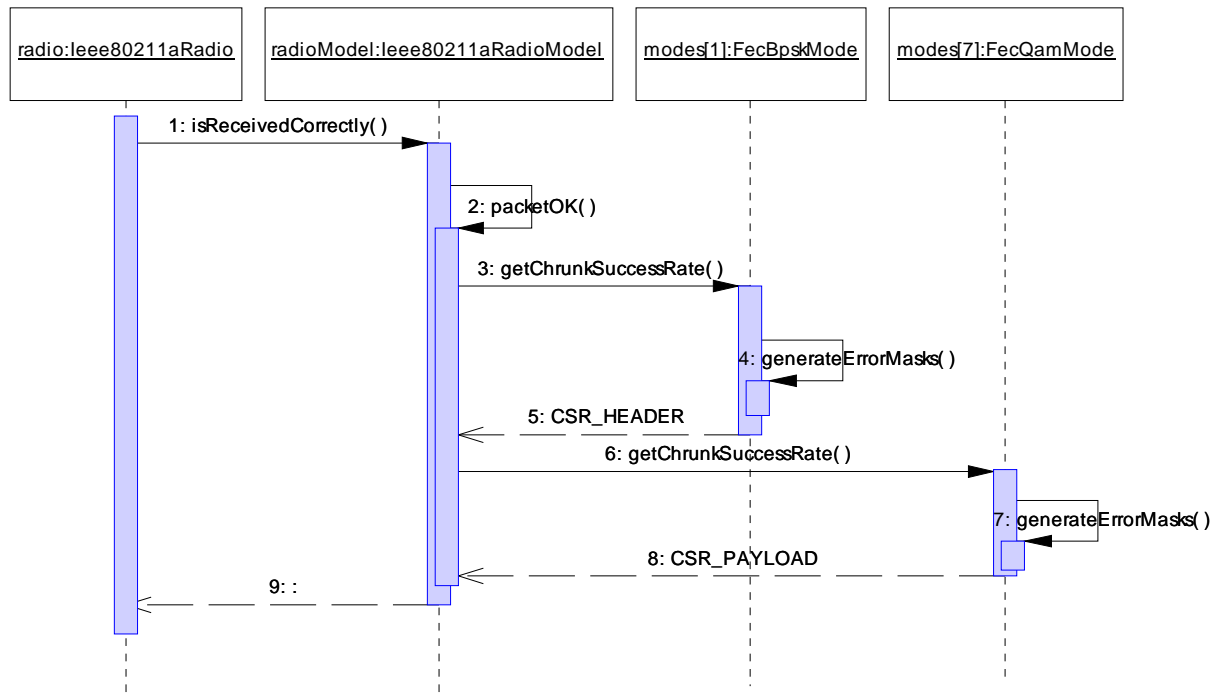 radio:Ieee80211aRadio
radioModel:Ieee80211aRadioModel
modes[1]:FecBpskMode
modes[7]:FecQamMode
1: isReceivedCorrectly( )
2: packetOK( )
3: getChrunkSuccessRate( )
4: generateErrorMasks( )
5: CSR_HEADER
6: getChrunkSuccessRate( )
7: generateErrorMasks( )
8: CSR_PAYLOAD
9: :